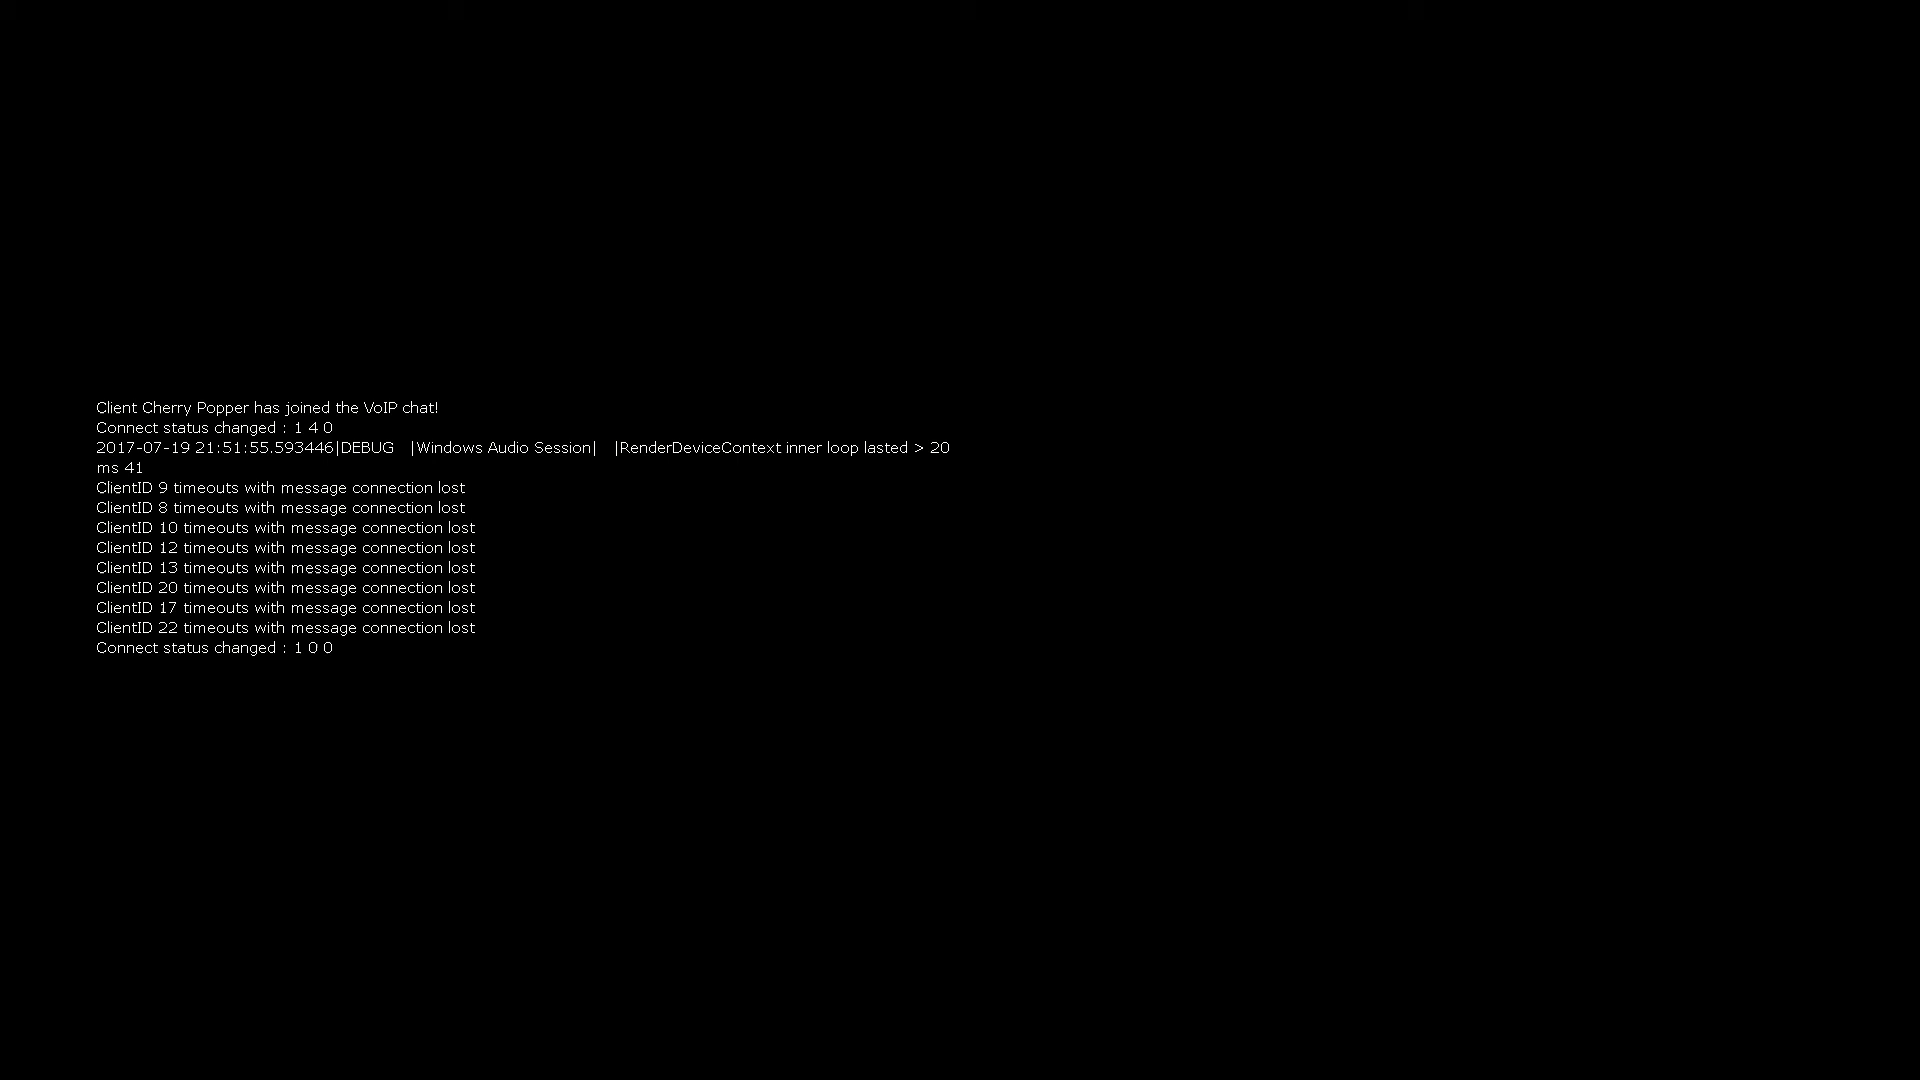 Client Cherry Popper has joined the VoIP chat!
Connect status changed : 1 4 0
2017-07-19 21:51:55.593446|DEBUG   |Windows Audio Session|   |RenderDeviceContext inner loop lasted > 20
ms 41
ClientID 9 timeouts with message connection lost
ClientID 8 timeouts with message connection lost
ClientID 10 timeouts with message connection lost
ClientID 12 timeouts with message connection lost
ClientID 13 timeouts with message connection lost
ClientID 20 timeouts with message connection lost
ClientID 17 timeouts with message connection lost
ClientID 22 timeouts with message connection lost
Connect status changed : 1 0 0